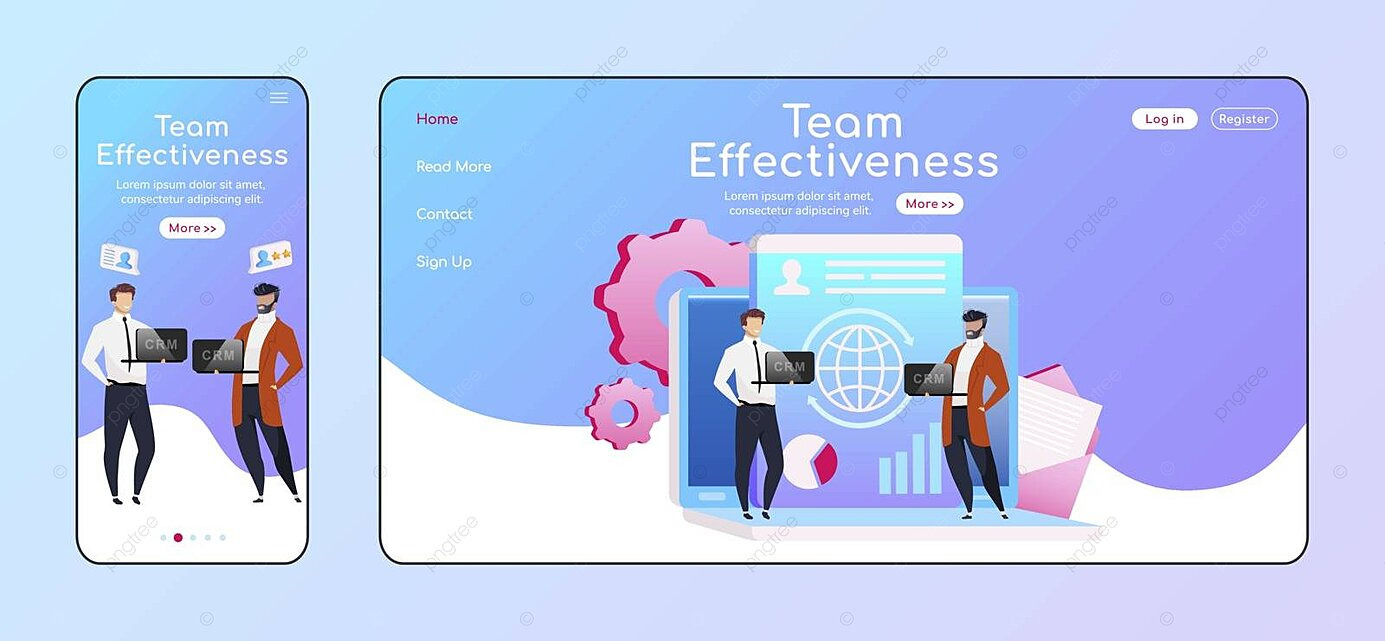 Team
Effectiveness
Lorem ipsum dolor sit amet,
consectetur adipiscing elit.
More >>
CRM
CRM
Home
Read More
Contact
Sign Up
Team
Effectiveness
Lorem ipsum dolor sit amet,
consectetur adipiscing elit.
More >>
Log in
Register
CRM
CRM
pngtree